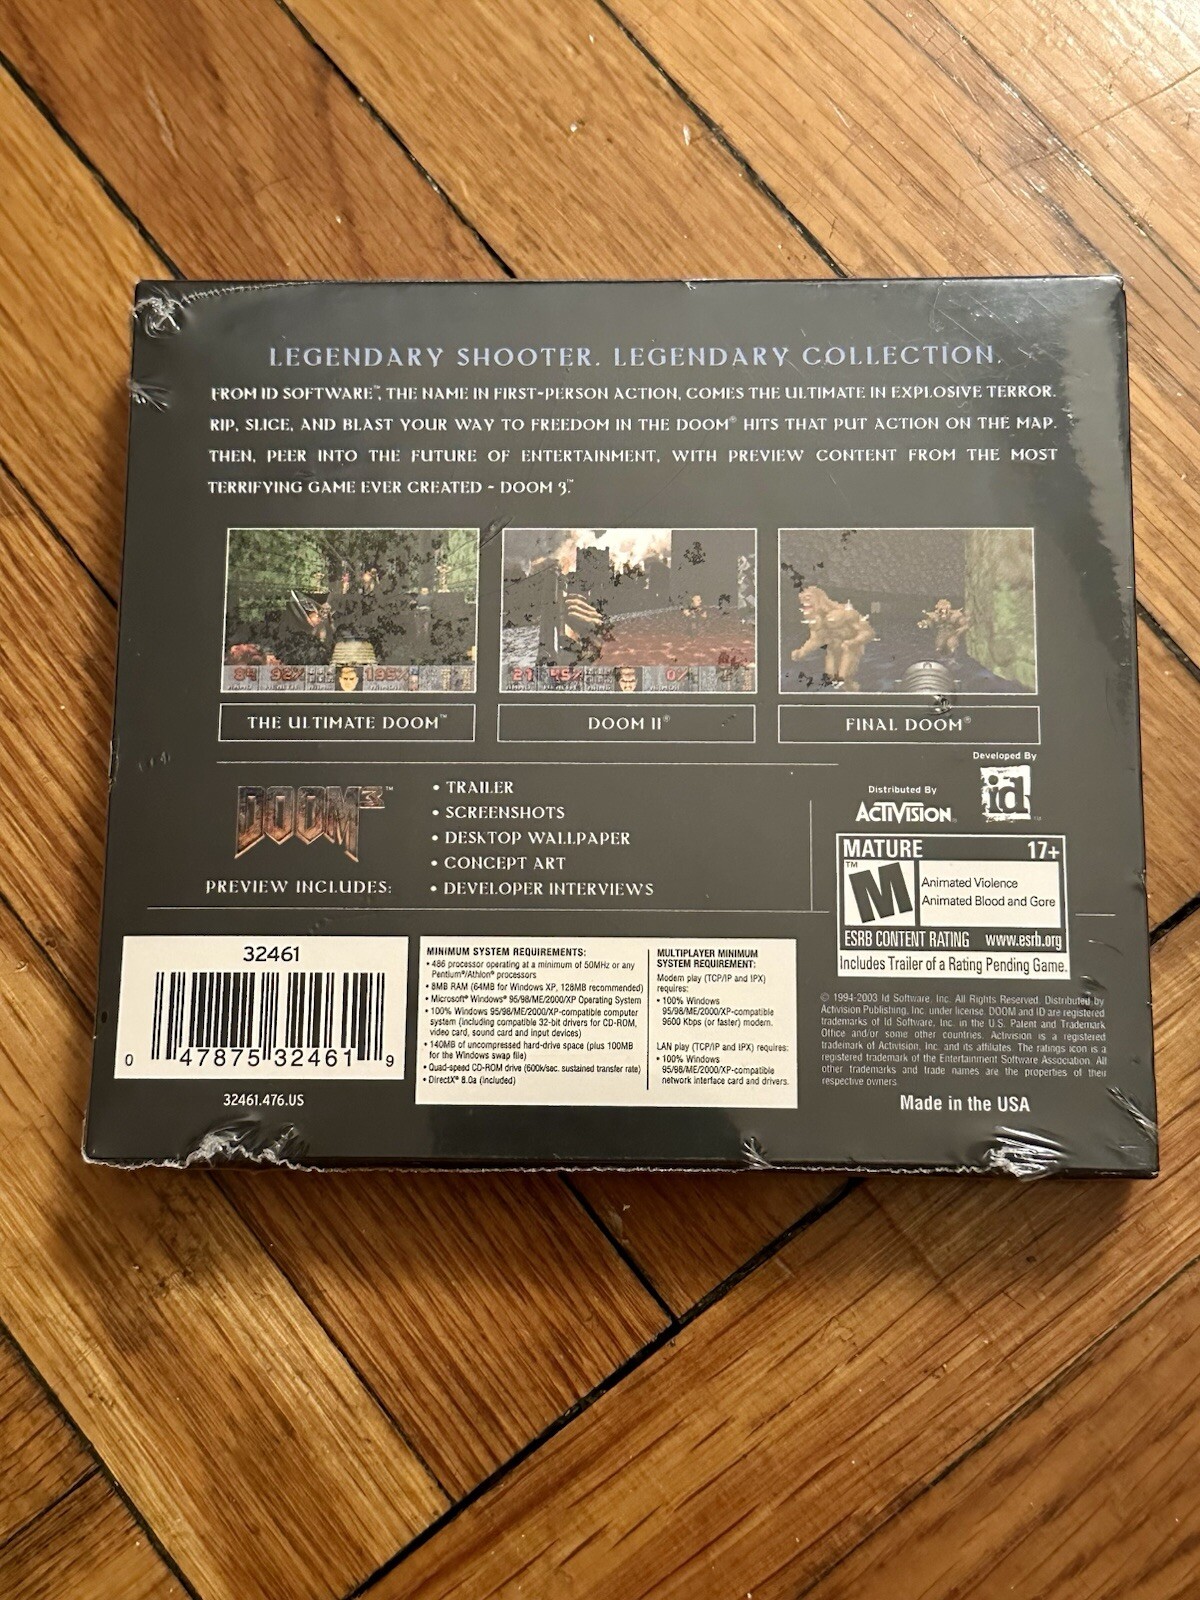 LEGENDARY SHOOTER. LEGENDARY COLLECTION.
FROM ID SOFTWARE™, THE NAME IN FIRST-PERSON ACTION, COMES THE ULTIMATE IN EXPLOSIVE TERROR.
RIP, SLICE, AND BLAST YOUR WAY TO FREEDOM IN THE DOOM® HITS THAT PUT ACTION ON THE MAP.
THEN, PEER INTO THE FUTURE OF ENTERTAINMENT, WITH PREVIEW CONTENT FROM THE MOST
TERRIFYING GAME EVER CREATED - DOOM 3.™
THE ULTIMATE DOOM™
DOOM II®
FINAL DOOM®
DOOM 3™
PREVIEW INCLUDES:
• TRAILER
• SCREENSHOTS
• DESKTOP WALLPAPER
• CONCEPT ART
• DEVELOPER INTERVIEWS
Distributed By
ACTIVISION
Developed By
id
MATURE 17+
M
Animated Violence
Animated Blood and Gore
ESRB CONTENT RATING www.esrb.org
Includes Trailer of a Rating Pending Game.
32461
0 47875 32461 9
32461.476.US
MINIMUM SYSTEM REQUIREMENTS:
• 486 processor operating at a minimum of 50MHz or any
Pentium®/Athlon® processors
• 8MB RAM (64MB for Windows XP, 128MB recommended)
• Microsoft® Windows® 95/98/ME/2000/XP Operating System
• 100% Windows 95/98/ME/2000/XP-compatible computer
system (including compatible 32-bit drivers for CD-ROM,
video card, sound card and input devices)
• 140MB of uncompressed hard-drive space (plus 100MB
for the Windows swap file)
• Quad-speed CD-ROM drive (600k/sec. sustained transfer rate)
• DirectX® 8.0a (included)
MULTIPLAYER MINIMUM
SYSTEM REQUIREMENT:
Modem play (TCP/IP and IPX)
requires:
• 100% Windows
95/98/ME/2000/XP-compatible
9600 Kbps (or faster) modem.
LAN play (TCP/IP and IPX) requires:
• 100% Windows
95/98/ME/2000/XP-compatible
network interface card and drivers.
© 1994-2003 Id Software, Inc. All Rights Reserved. Distributed by
Activision Publishing, Inc. under license. DOOM and ID are registered
trademarks of Id Software, Inc. in the U.S. Patent and Trademark
Office and/or some other countries. Activision is a registered
trademark of Activision, Inc. and its affiliates. The ratings icon is a
registered trademark of the Entertainment Software Association. All
other trademarks and trade names are the properties of their
respective owners.
Made in the USA